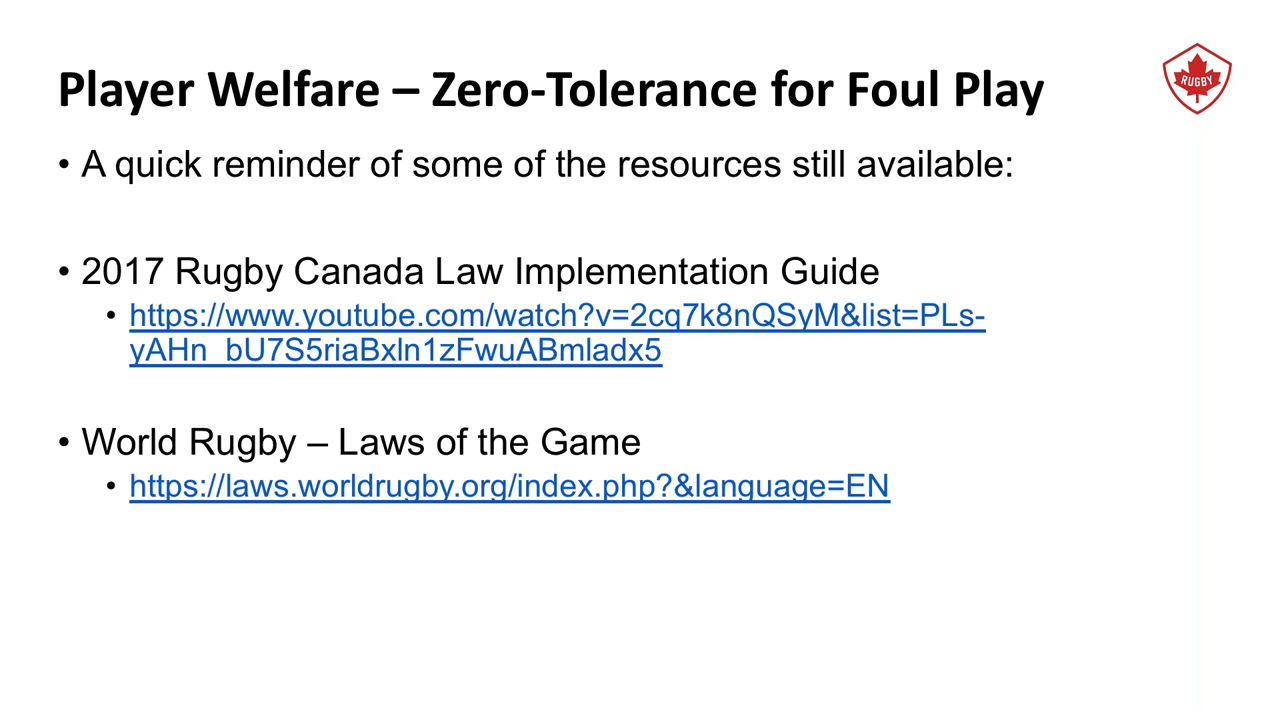 Player Welfare – Zero-Tolerance for Foul Play
RUGBY
• A quick reminder of some of the resources still available:
• 2017 Rugby Canada Law Implementation Guide
• https://www.youtube.com/watch?v=2cq7k8nQSyM&list=PLs-
yAHn_bU7S5riaBxln1zFwuABmladx5
• World Rugby – Laws of the Game
• https://laws.worldrugby.org/index.php?&language=EN